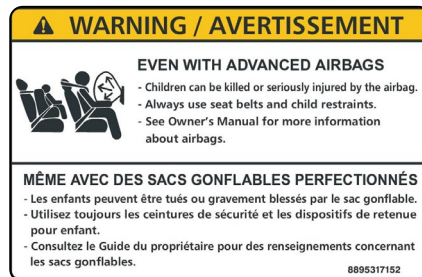 WARNING / AVERTISSEMENT
EVEN WITH ADVANCED AIRBAGS
- Children can be killed or seriously injured by the airbag.
- Always use seat belts and child restraints.
- See Owner's Manual for more information
about airbags.
MÊME AVEC DES SACS GONFLABLES PERFECTIONNÉS
- Les enfants peuvent être tués ou gravement blessés par le sac gonflable.
- Utilisez toujours les ceintures de sécurité et les dispositifs de retenue
pour enfant.
- Consultez le Guide du propriétaire pour des renseignements concernant
les sacs gonflables.
8895317152